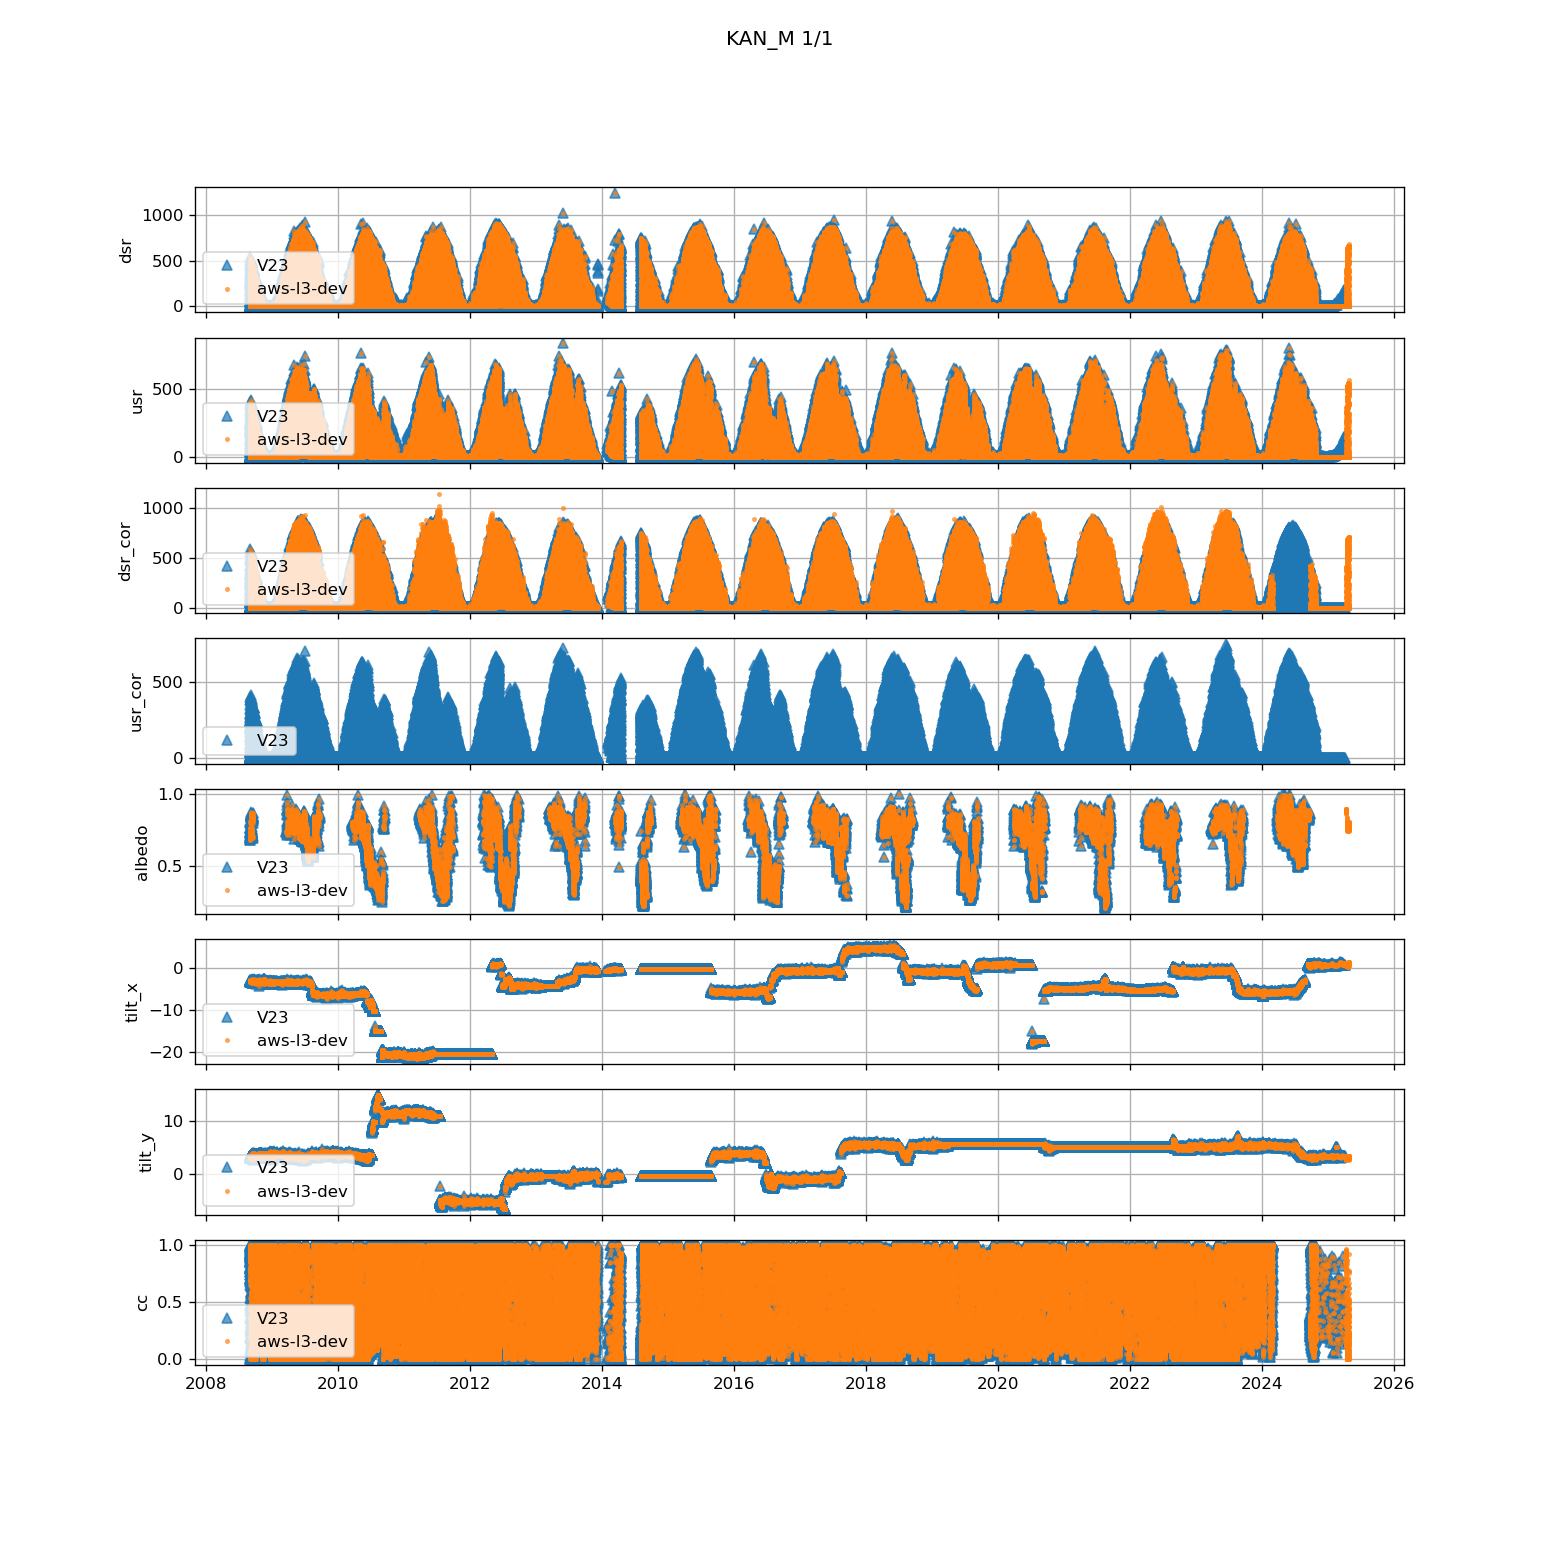 KAN_M 1/1
1000
500
0
dsr
V23
aws-l3-dev
500
0
usr
V23
aws-l3-dev
1000
500
0
dsr_cor
V23
aws-l3-dev
500
0
usr_cor
V23
1.0
0.5
albedo
V23
aws-l3-dev
0
−10
−20
tilt_x
V23
aws-l3-dev
10
0
tilt_y
V23
aws-l3-dev
1.0
0.5
0.0
cc
V23
aws-l3-dev
2008 2010 2012 2014 2016 2018 2020 2022 2024 2026